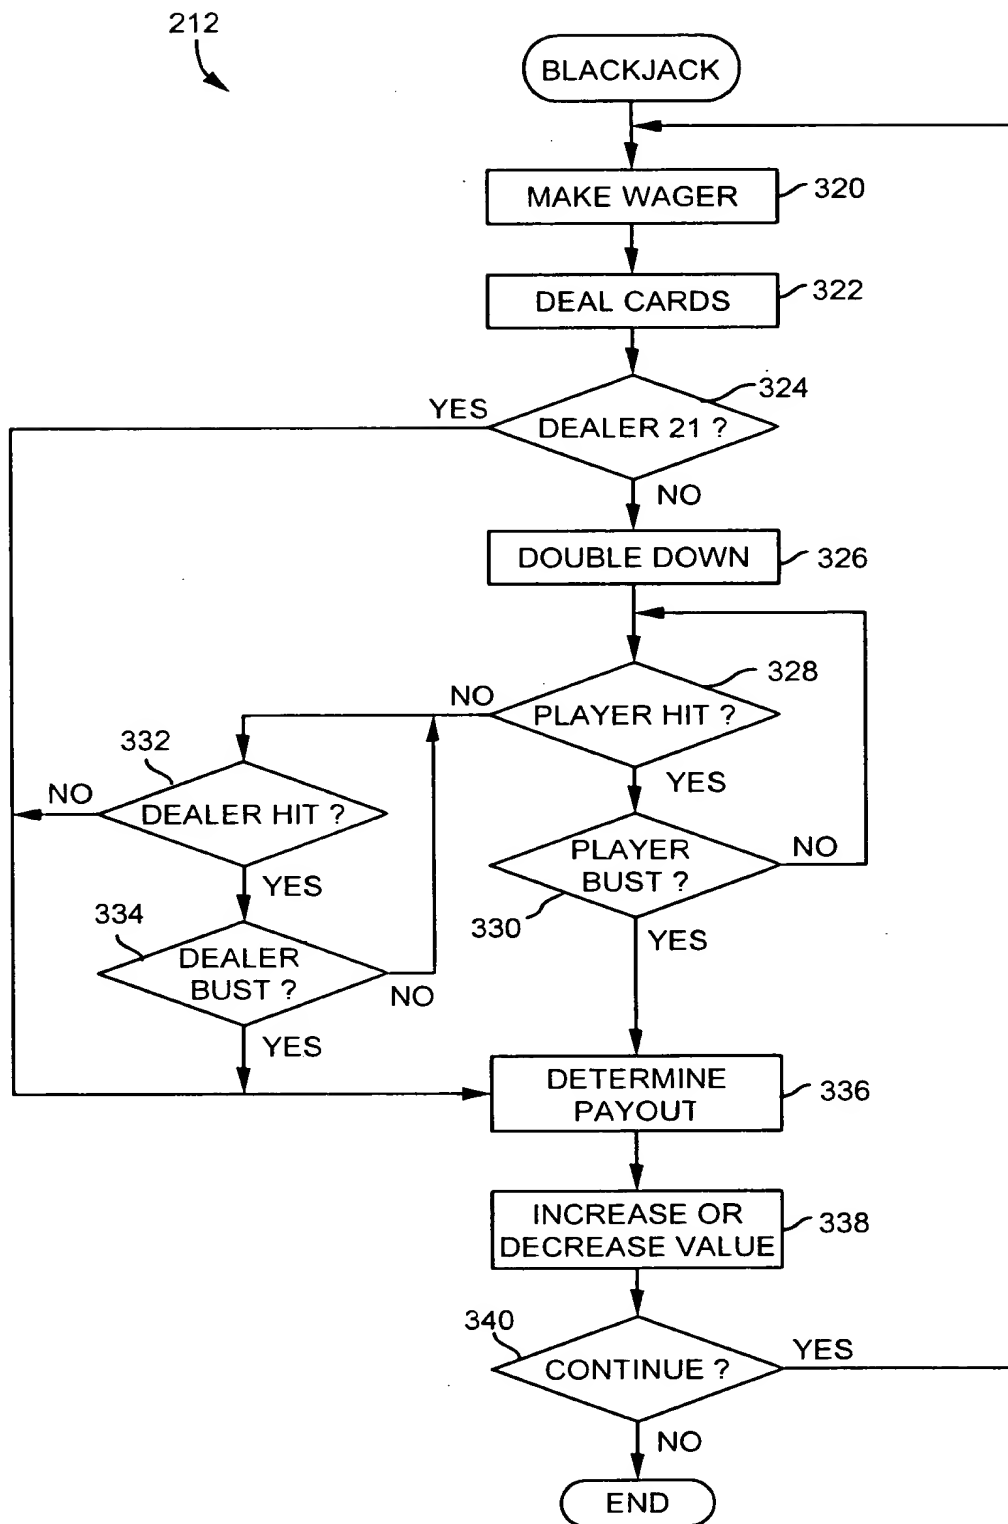 212
BLACKJACK
MAKE WAGER
320
DEAL CARDS
322
324
YES
DEALER 21 ?
NO
DOUBLE DOWN
326
328
NO
PLAYER HIT ?
YES
332
NO
DEALER HIT ?
YES
PLAYER
BUST ?
NO
330
YES
334
DEALER
BUST ?
NO
YES
DETERMINE
PAYOUT
336
INCREASE OR
DECREASE VALUE
338
340
CONTINUE ?
YES
NO
END